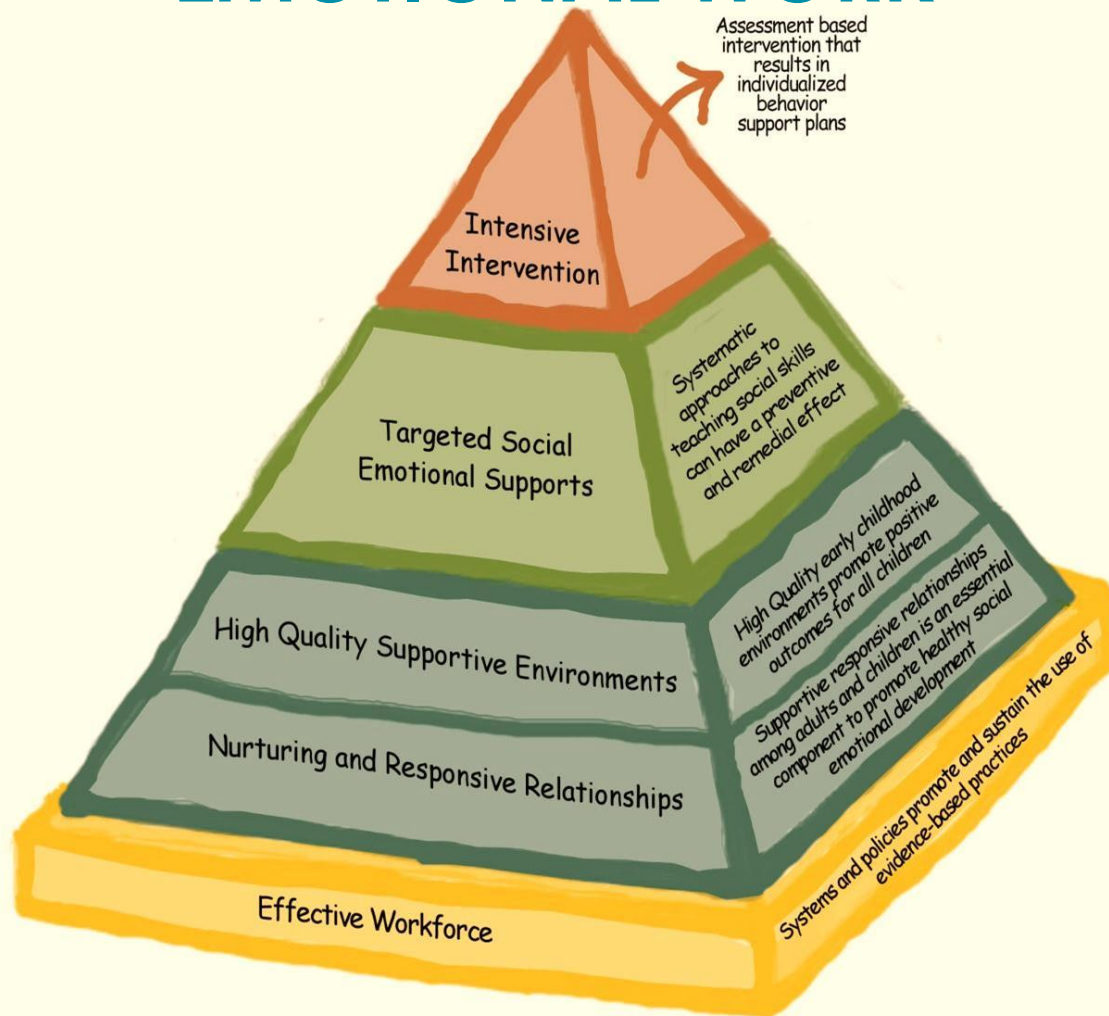 Assessment based
intervention that
results in
individualized
behavior
support plans
Intensive
Intervention
Targeted Social
Emotional Supports
Systematic
approaches to
teaching social skills
can have a preventive
and remedial effect
High Quality Supportive Environments
High Quality early childhood
environments promote positive
outcomes for all children
Nurturing and Responsive Relationships
Supportive responsive relationships
among adults and children is an essential
component to promote healthy social
emotional development
Effective Workforce
Systems and policies promote and sustain the use of
evidence-based practices